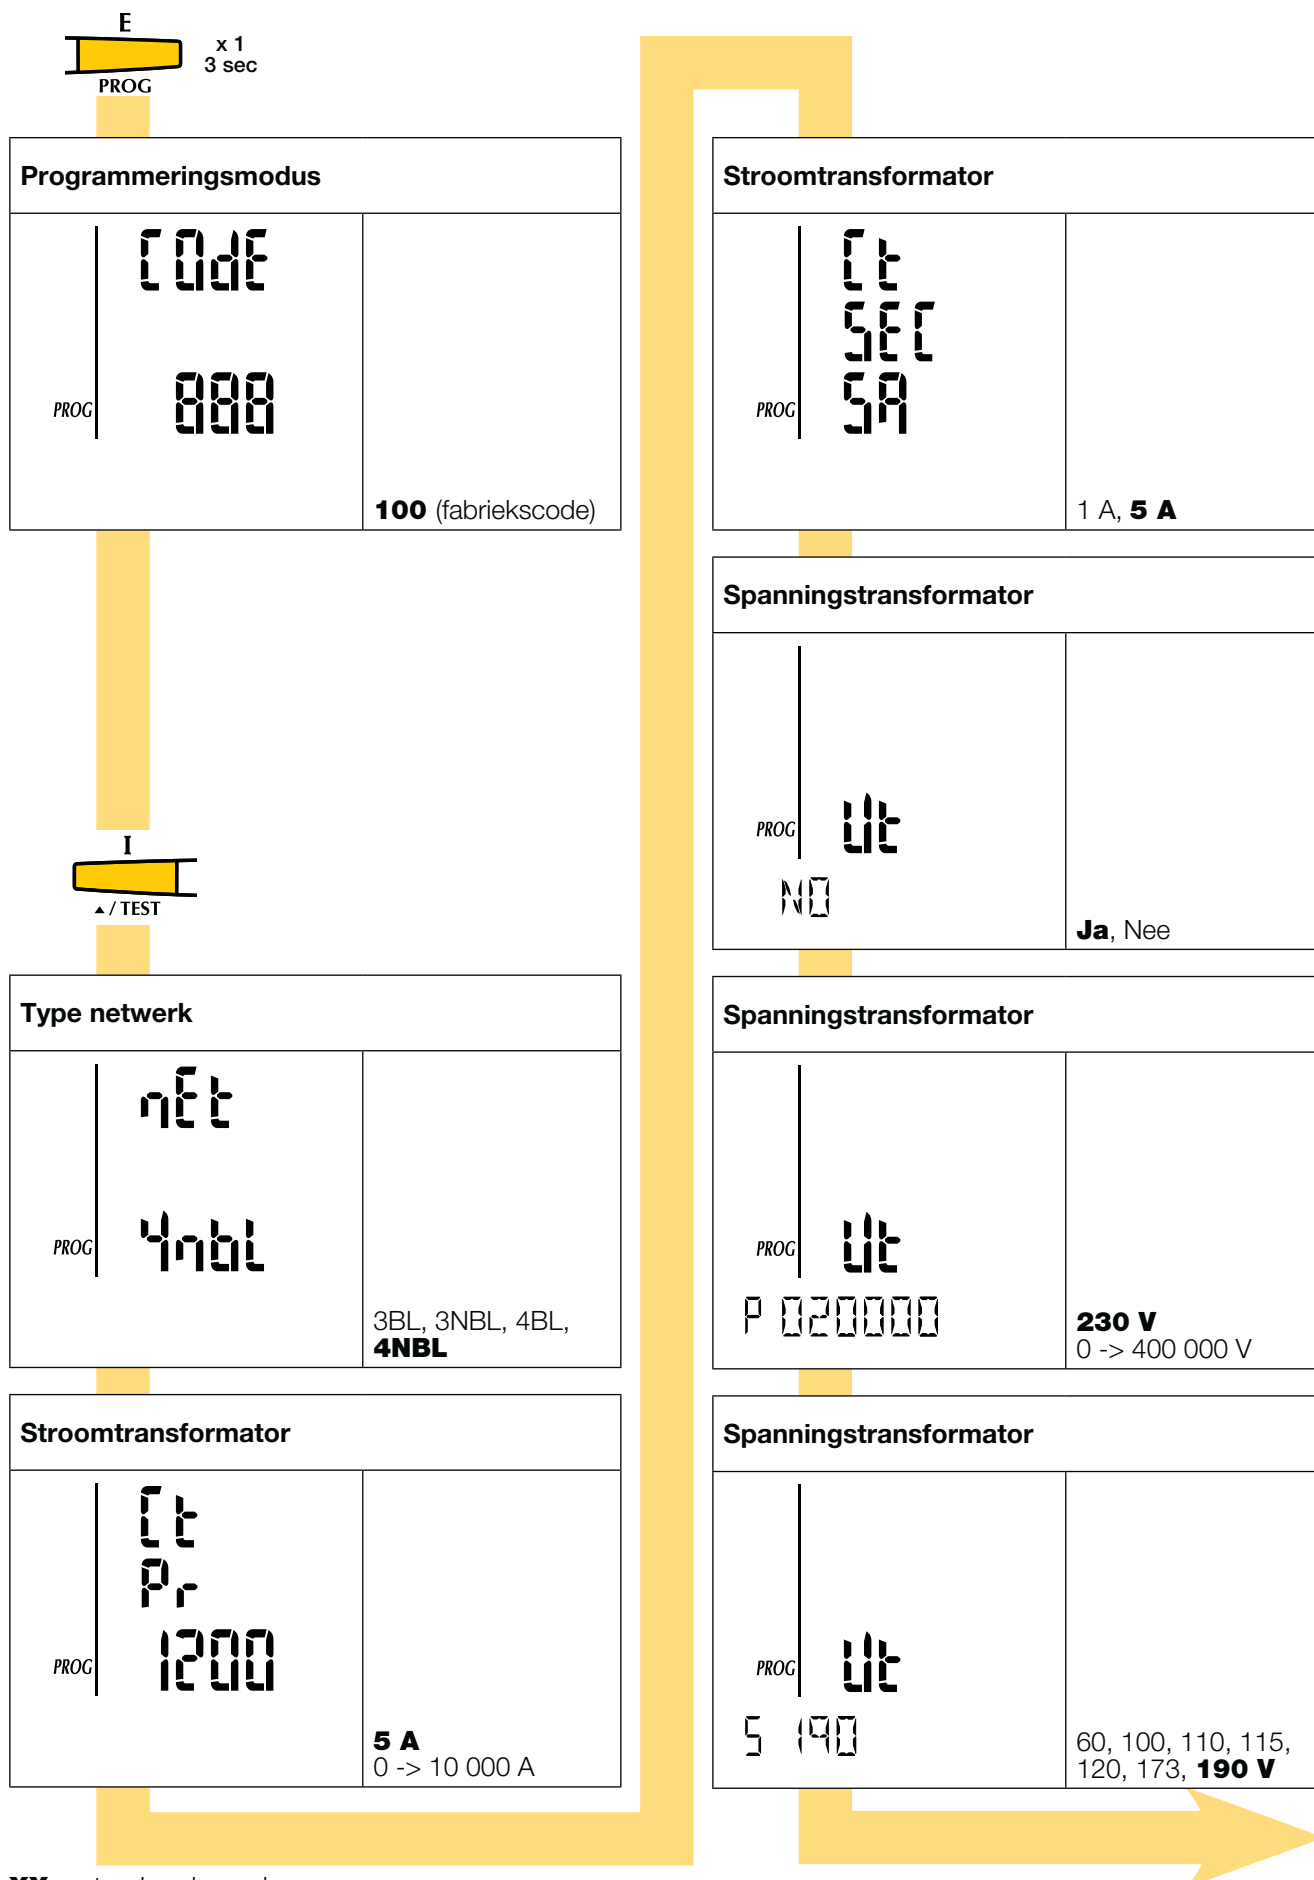 E
x 1
3 sec
PROG
Programmeringsmodus
COdE
PROG 888
100 (fabriekscode)
I
▲ / TEST
Type netwerk
nEt
PROG 4nbL
3BL, 3NBL, 4BL,
4NBL
Stroomtransformator
Ct
Pr
PROG 1200
5 A
0 -> 10 000 A
Stroomtransformator
Ct
SEC
PROG 5A
1 A, 5 A
Spanningstransformator
PROG Ut
NO
Ja, Nee
Spanningstransformator
PROG Ut
P 020000
230 V
0 -> 400 000 V
Spanningstransformator
PROG Ut
S 190
60, 100, 110, 115,
120, 173, 190 V